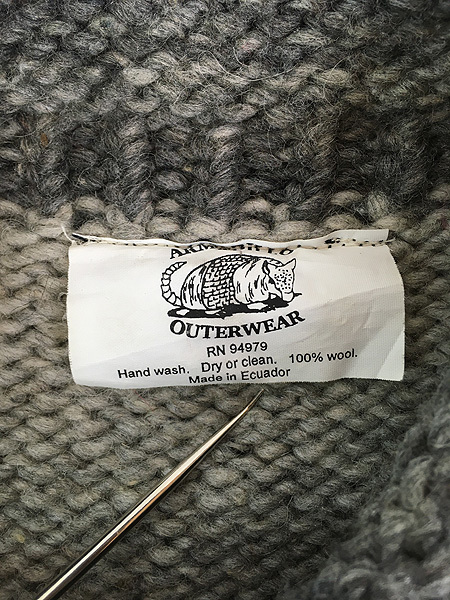 OUTERWEAR
RN 94979
Hand wash. Dry or clean. 100% wool.
Made in Ecuador